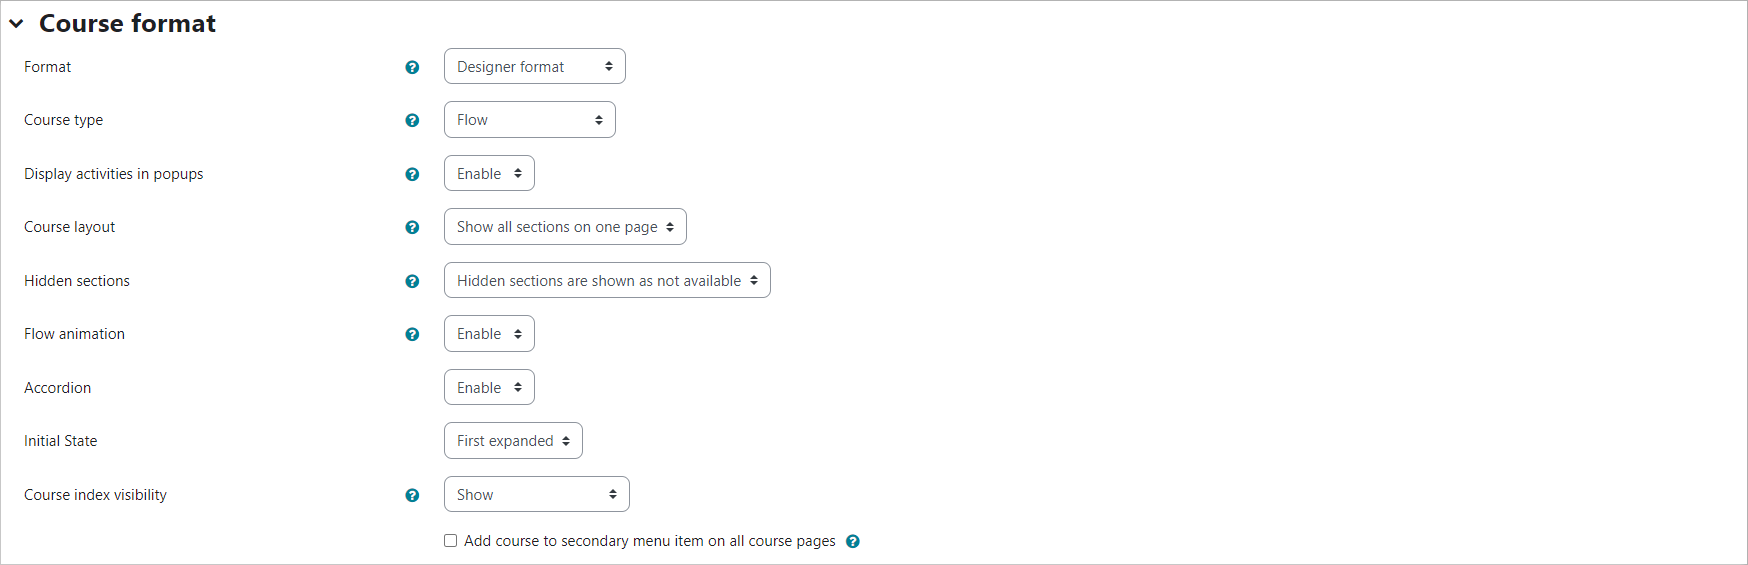 Course format
Format Designer format
Course type Flow
Display activities in popups Enable
Course layout Show all sections on one page
Hidden sections Hidden sections are shown as not available
Flow animation Enable
Accordion Enable
Initial State First expanded
Course index visibility Show
Add course to secondary menu item on all course pages